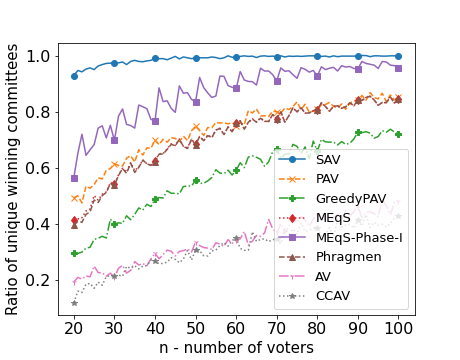 Ratio of unique winning committees
1.0
0.8
0.6
0.4
0.2
SAV
PAV
GreedyPAV
MEqS
MEqS-Phase-I
Phragmen
AV
CCAV
20 30 40 50 60 70 80 90 100
n - number of voters